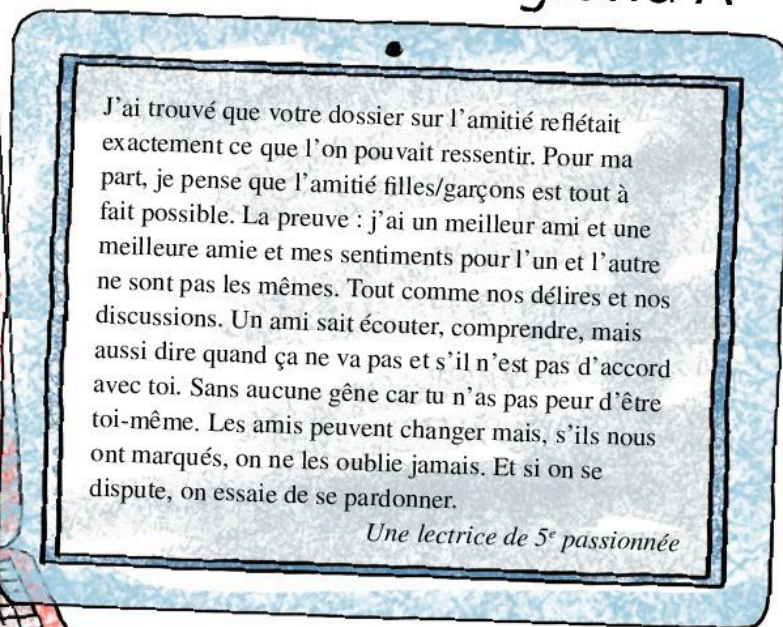 grand A
J'ai trouvé que votre dossier sur l'amitié reflétait
exactement ce que l'on pouvait ressentir. Pour ma
part, je pense que l'amitié filles/garçons est tout à
fait possible. La preuve : j'ai un meilleur ami et une
meilleure amie et mes sentiments pour l'un et l'autre
ne sont pas les mêmes. Tout comme nos délires et nos
discussions. Un ami sait écouter, comprendre, mais
aussi dire quand ça ne va pas et s'il n'est pas d'accord
avec toi. Sans aucune gêne car tu n'as pas peur d'être
toi-même. Les amis peuvent changer mais, s'ils nous
ont marqués, on ne les oublie jamais. Et si on se
dispute, on essaie de se pardonner.
Une lectrice de 5e passionnée